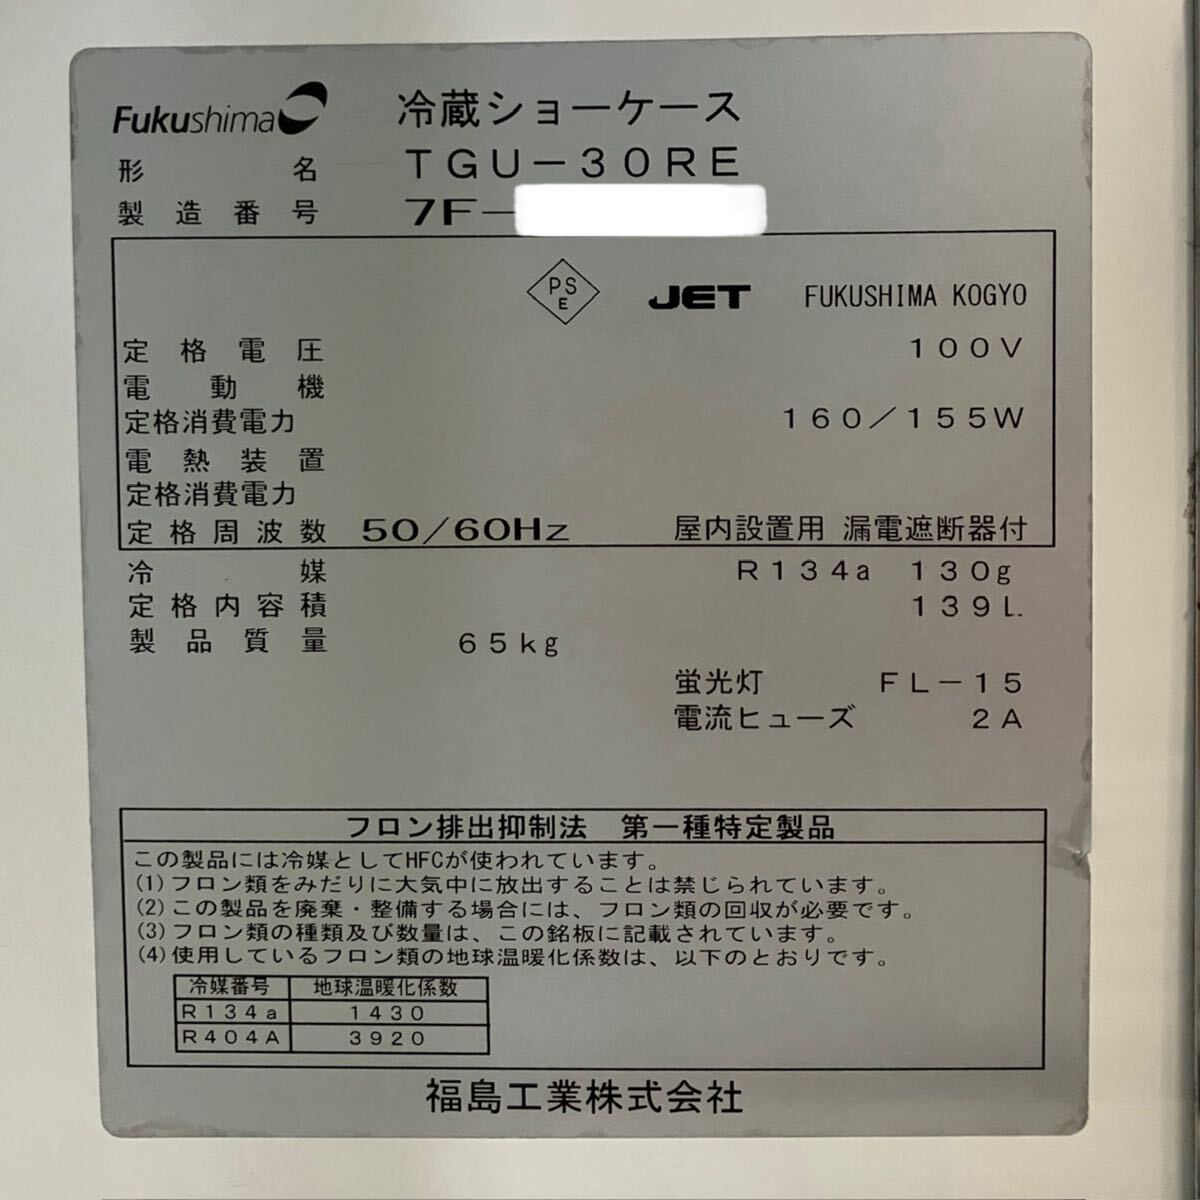 Fukushima 冷蔵ショーケース
形名 TGU-30RE
製造番号 7F-
PSE JET FUKUSHIMA KOGYO
定格電圧 100V
電動機
定格消費電力 160/155W
電熱装置
定格消費電力
定格周波数 50/60Hz 屋内設置用 漏電遮断器付
冷媒 R134a 130g
定格内容積 139L
製品質量 65kg
蛍光灯 FL-15
電流ヒューズ 2A
フロン排出抑制法 第一種特定製品
この製品には冷媒としてHFCが使われています。
(1)フロン類をみだりに大気中に放出することは禁じられています。
(2)この製品を廃棄・整備する場合には、フロン類の回収が必要です。
(3)フロン類の種類及び数量は、この銘板に記載されています。
(4)使用しているフロン類の地球温暖化係数は、以下のとおりです。
冷媒番号 地球温暖化係数
R134a 1430
R404A 3920
福島工業株式会社